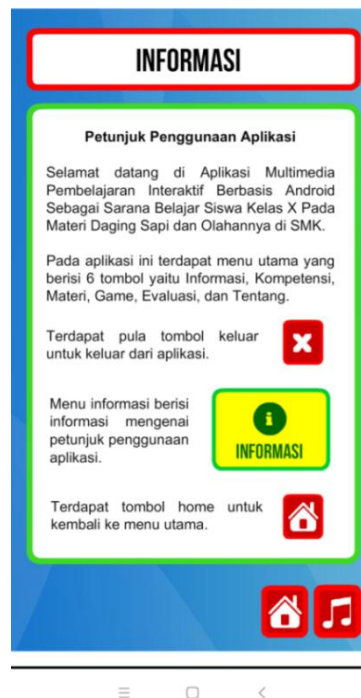 INFORMASI
Petunjuk Penggunaan Aplikasi
Selamat datang di Aplikasi Multimedia
Pembelajaran Interaktif Berbasis Android
Sebagai Sarana Belajar Siswa Kelas X Pada
Materi Daging Sapi dan Olahannya di SMK.
Pada aplikasi ini terdapat menu utama yang
berisi 6 tombol yaitu Informasi, Kompetensi,
Materi, Game, Evaluasi, dan Tentang.
Terdapat pula tombol keluar
untuk keluar dari aplikasi.
Menu informasi berisi
informasi mengenai
petunjuk penggunaan
aplikasi.
INFORMASI
Terdapat tombol home untuk
kembali ke menu utama.